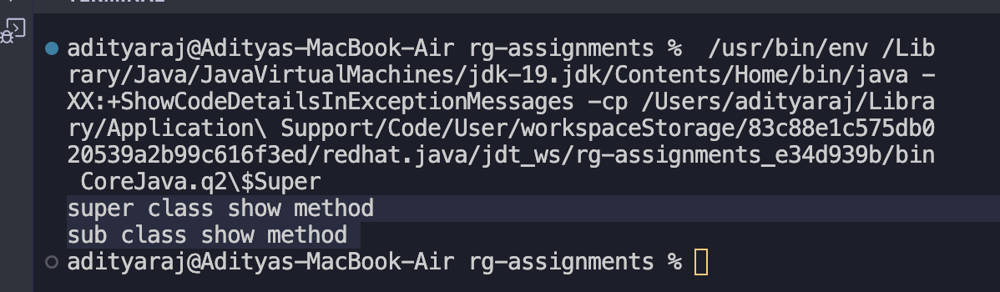 adityaraj@Adityas-MacBook-Air rg-assignments %  /usr/bin/env /Lib
rary/Java/JavaVirtualMachines/jdk-19.jdk/Contents/Home/bin/java -
XX:+ShowCodeDetailsInExceptionMessages -cp /Users/adityaraj/Libra
ry/Application\ Support/Code/User/workspaceStorage/83c88e1c575db0
20539a2b99c616f3ed/redhat.java/jdt_ws/rg-assignments_e34d939b/bin
 CoreJava.q2\$Super
super class show method
sub class show method
adityaraj@Adityas-MacBook-Air rg-assignments %